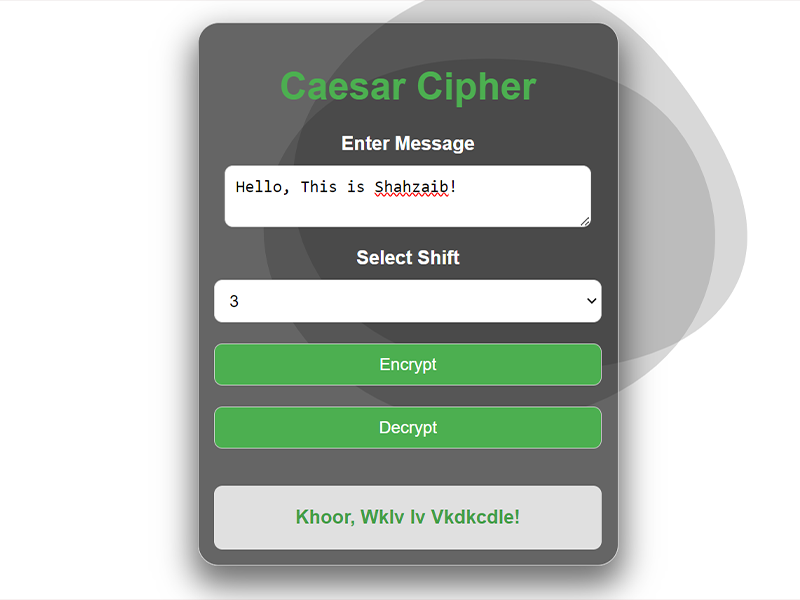 Caesar Cipher
Enter Message
Hello, This is Shahzaib!
Select Shift
3
Encrypt
Decrypt
Khoor, Wklv lv Vkdkcdle!